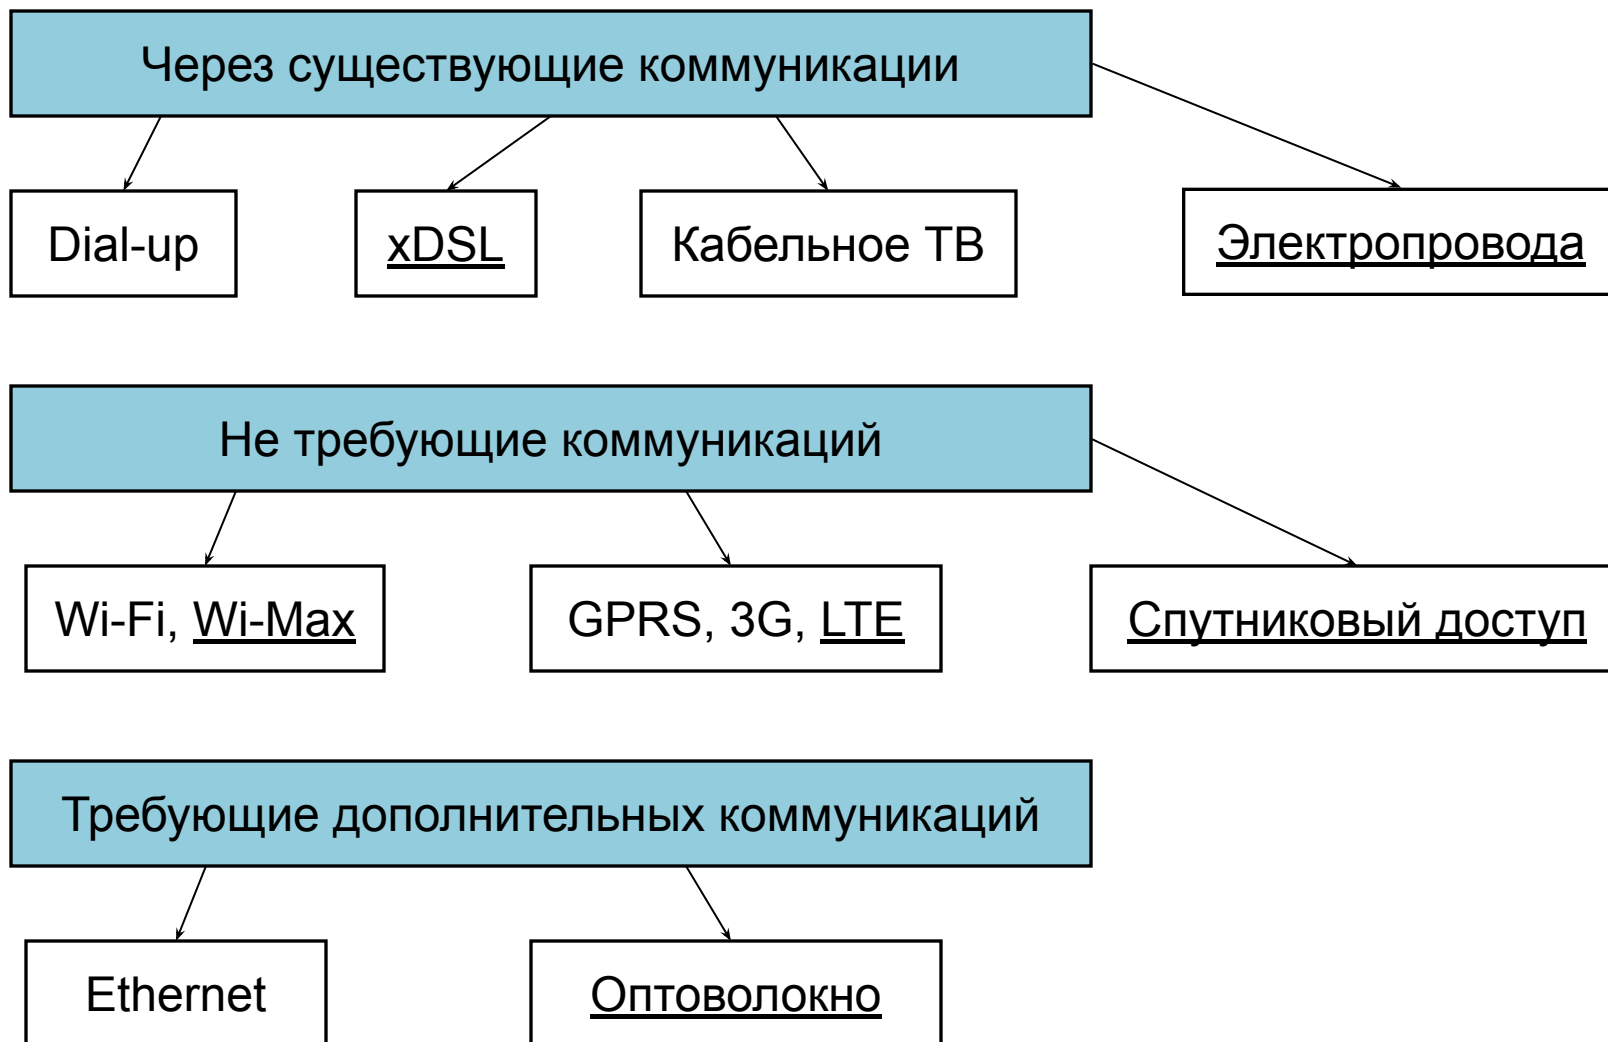 Через существующие коммуникации
Dial-up
xDSL
Кабельное ТВ
Электропровода
Не требующие коммуникаций
Wi-Fi, Wi-Max
GPRS, 3G, LTE
Спутниковый доступ
Требующие дополнительных коммуникаций
Ethernet
Оптоволокно